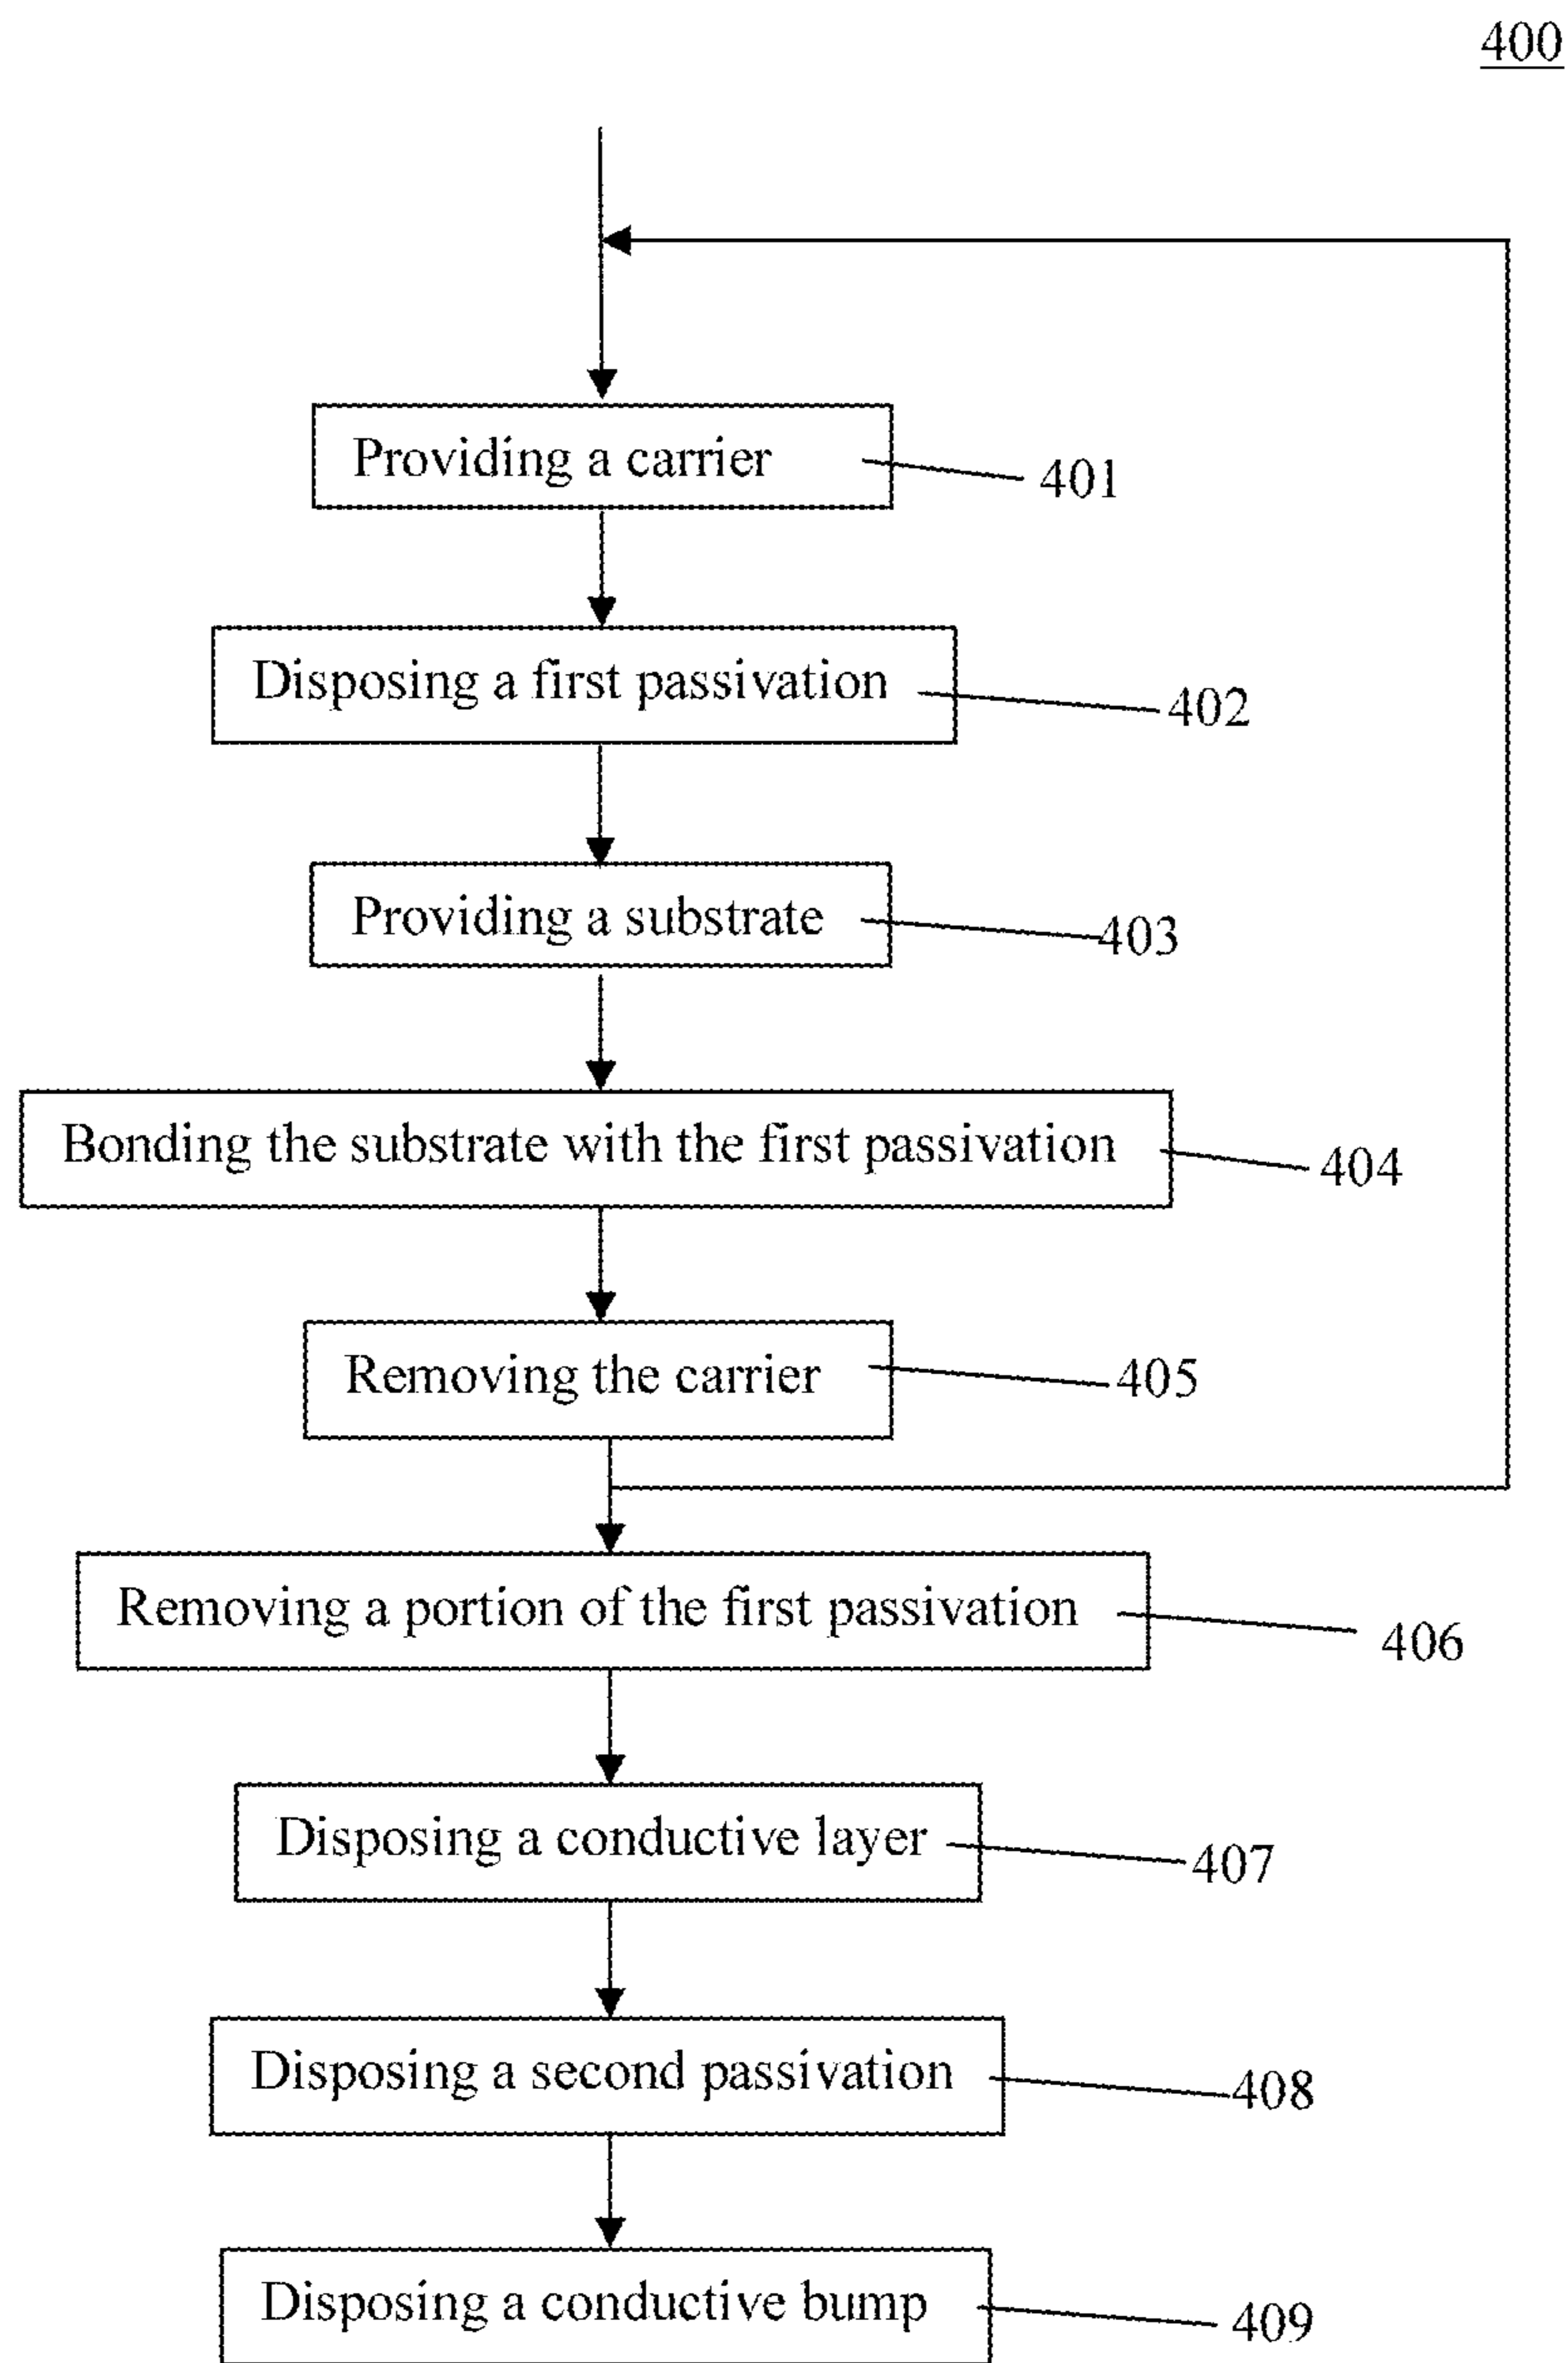 400
Providing a carrier
401
Disposing a first passivation
402
Providing a substrate
403
Bonding the substrate with the first passivation
404
Removing the carrier
405
Removing a portion of the first passivation
406
Disposing a conductive layer
407
Disposing a second passivation
408
Disposing a conductive bump
409